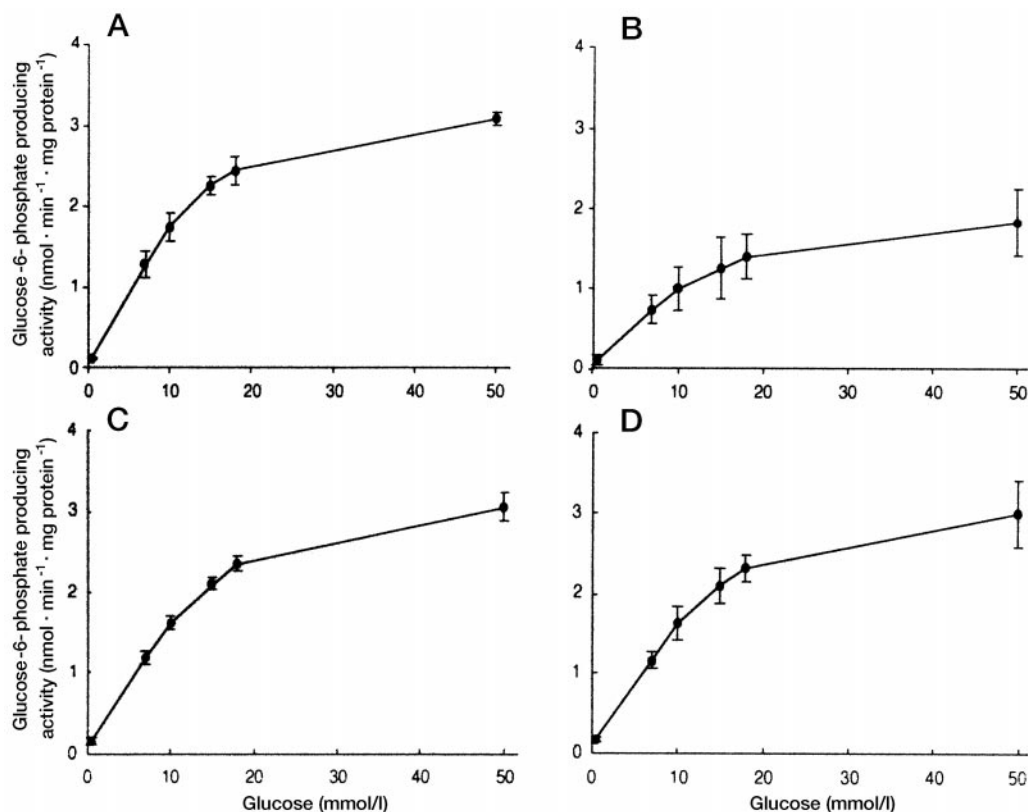 A
B
Glucose-6-phosphate producing
activity (nmol · min⁻¹ · mg protein⁻¹)
4
3
2
1
0
0 10 20 30 40 50
4
3
2
1
0
0 10 20 30 40 50
C
D
Glucose-6-phosphate producing
activity (nmol · min⁻¹ · mg protein⁻¹)
4
3
2
1
0
0 10 20 30 40 50
Glucose (mmol/l)
4
3
2
1
0
0 10 20 30 40 50
Glucose (mmol/l)